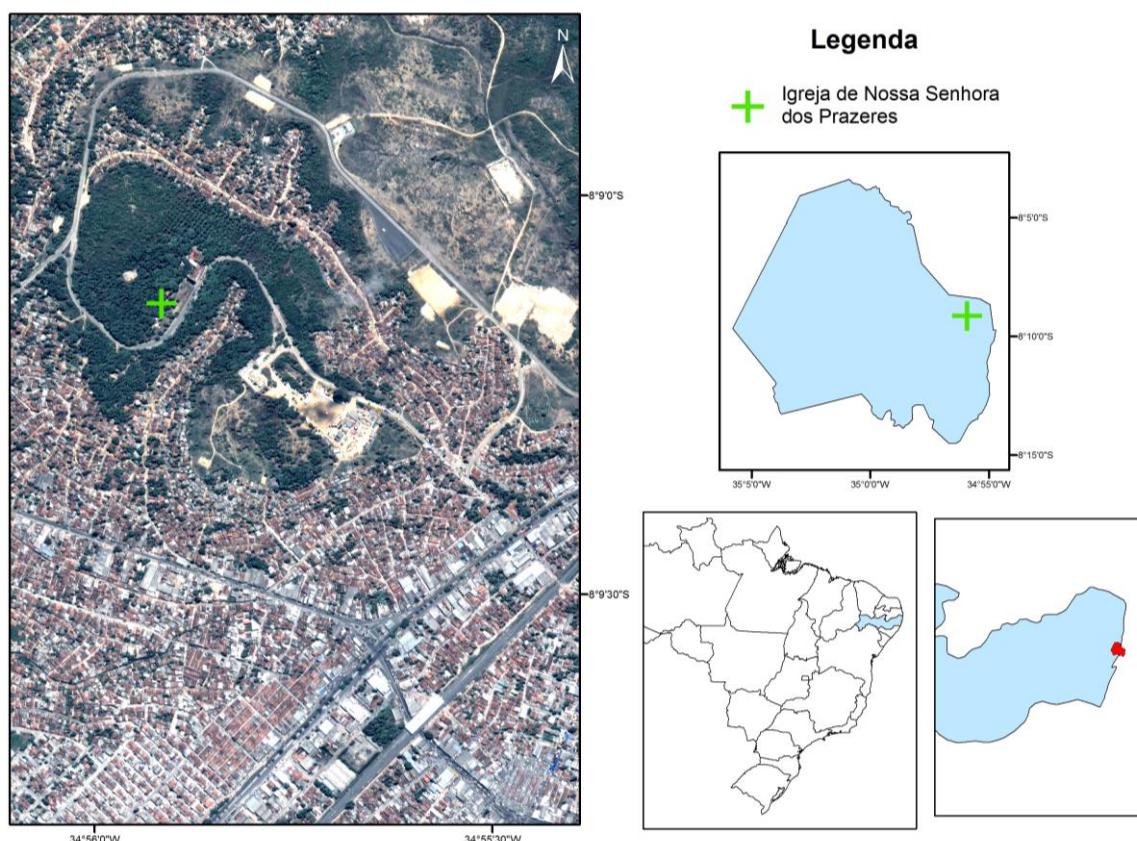 N
8°9'0"S
8°9'30"S
34°56'0"W
34°55'30"W
Legenda
Igreja de Nossa Senhora
dos Prazeres
8°5'0"S
8°10'0"S
8°15'0"S
35°5'0"W
35°0'0"W
34°55'0"W